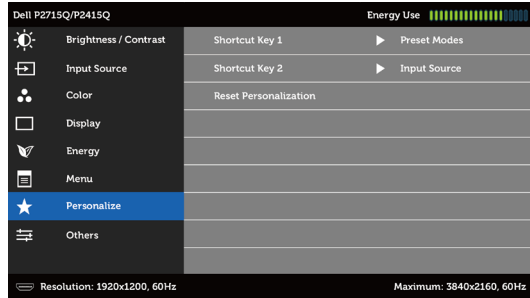 Dell P2715Q/P2415Q
Energy Use
Brightness / Contrast
Shortcut Key 1
Preset Modes
Input Source
Shortcut Key 2
Input Source
Color
Reset Personalization
Display
Energy
Menu
Personalize
Others
Resolution: 1920x1200, 60Hz
Maximum: 3840x2160, 60Hz